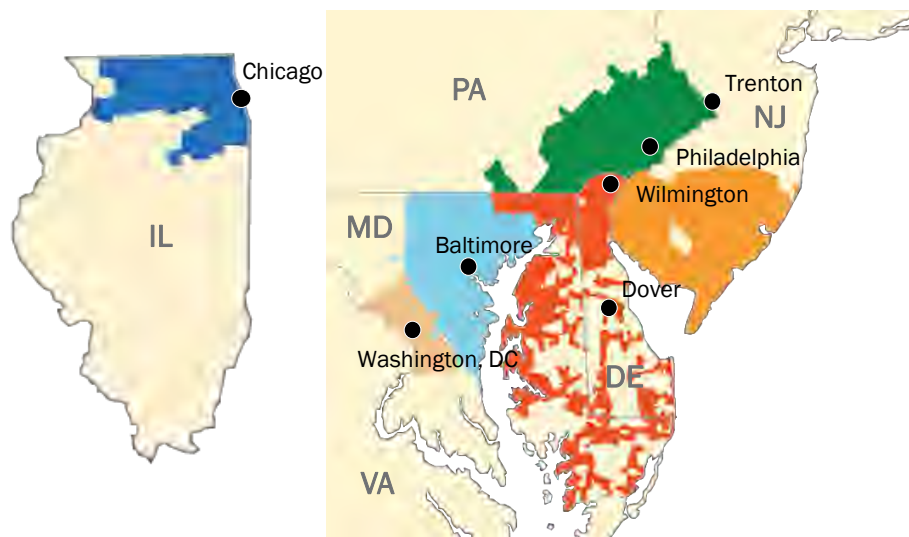 Chicago
IL
PA
Trenton
NJ
Philadelphia
Wilmington
MD
Baltimore
Dover
Washington, DC
DE
VA